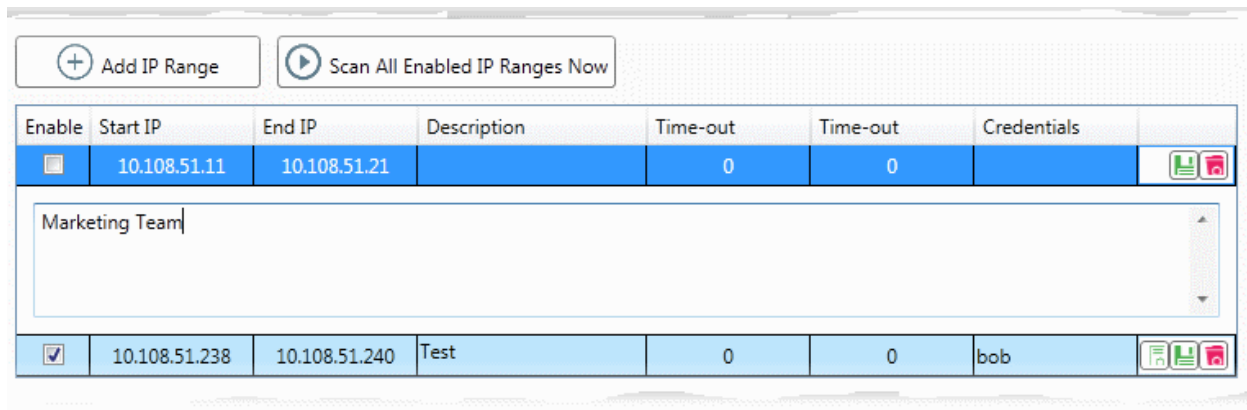 Add IP Range Scan All Enabled IP Ranges Now
Enable Start IP End IP Description Time-out Time-out Credentials
10.108.51.11 10.108.51.21 0 0
Marketing Team
10.108.51.238 10.108.51.240 Test 0 0 bob